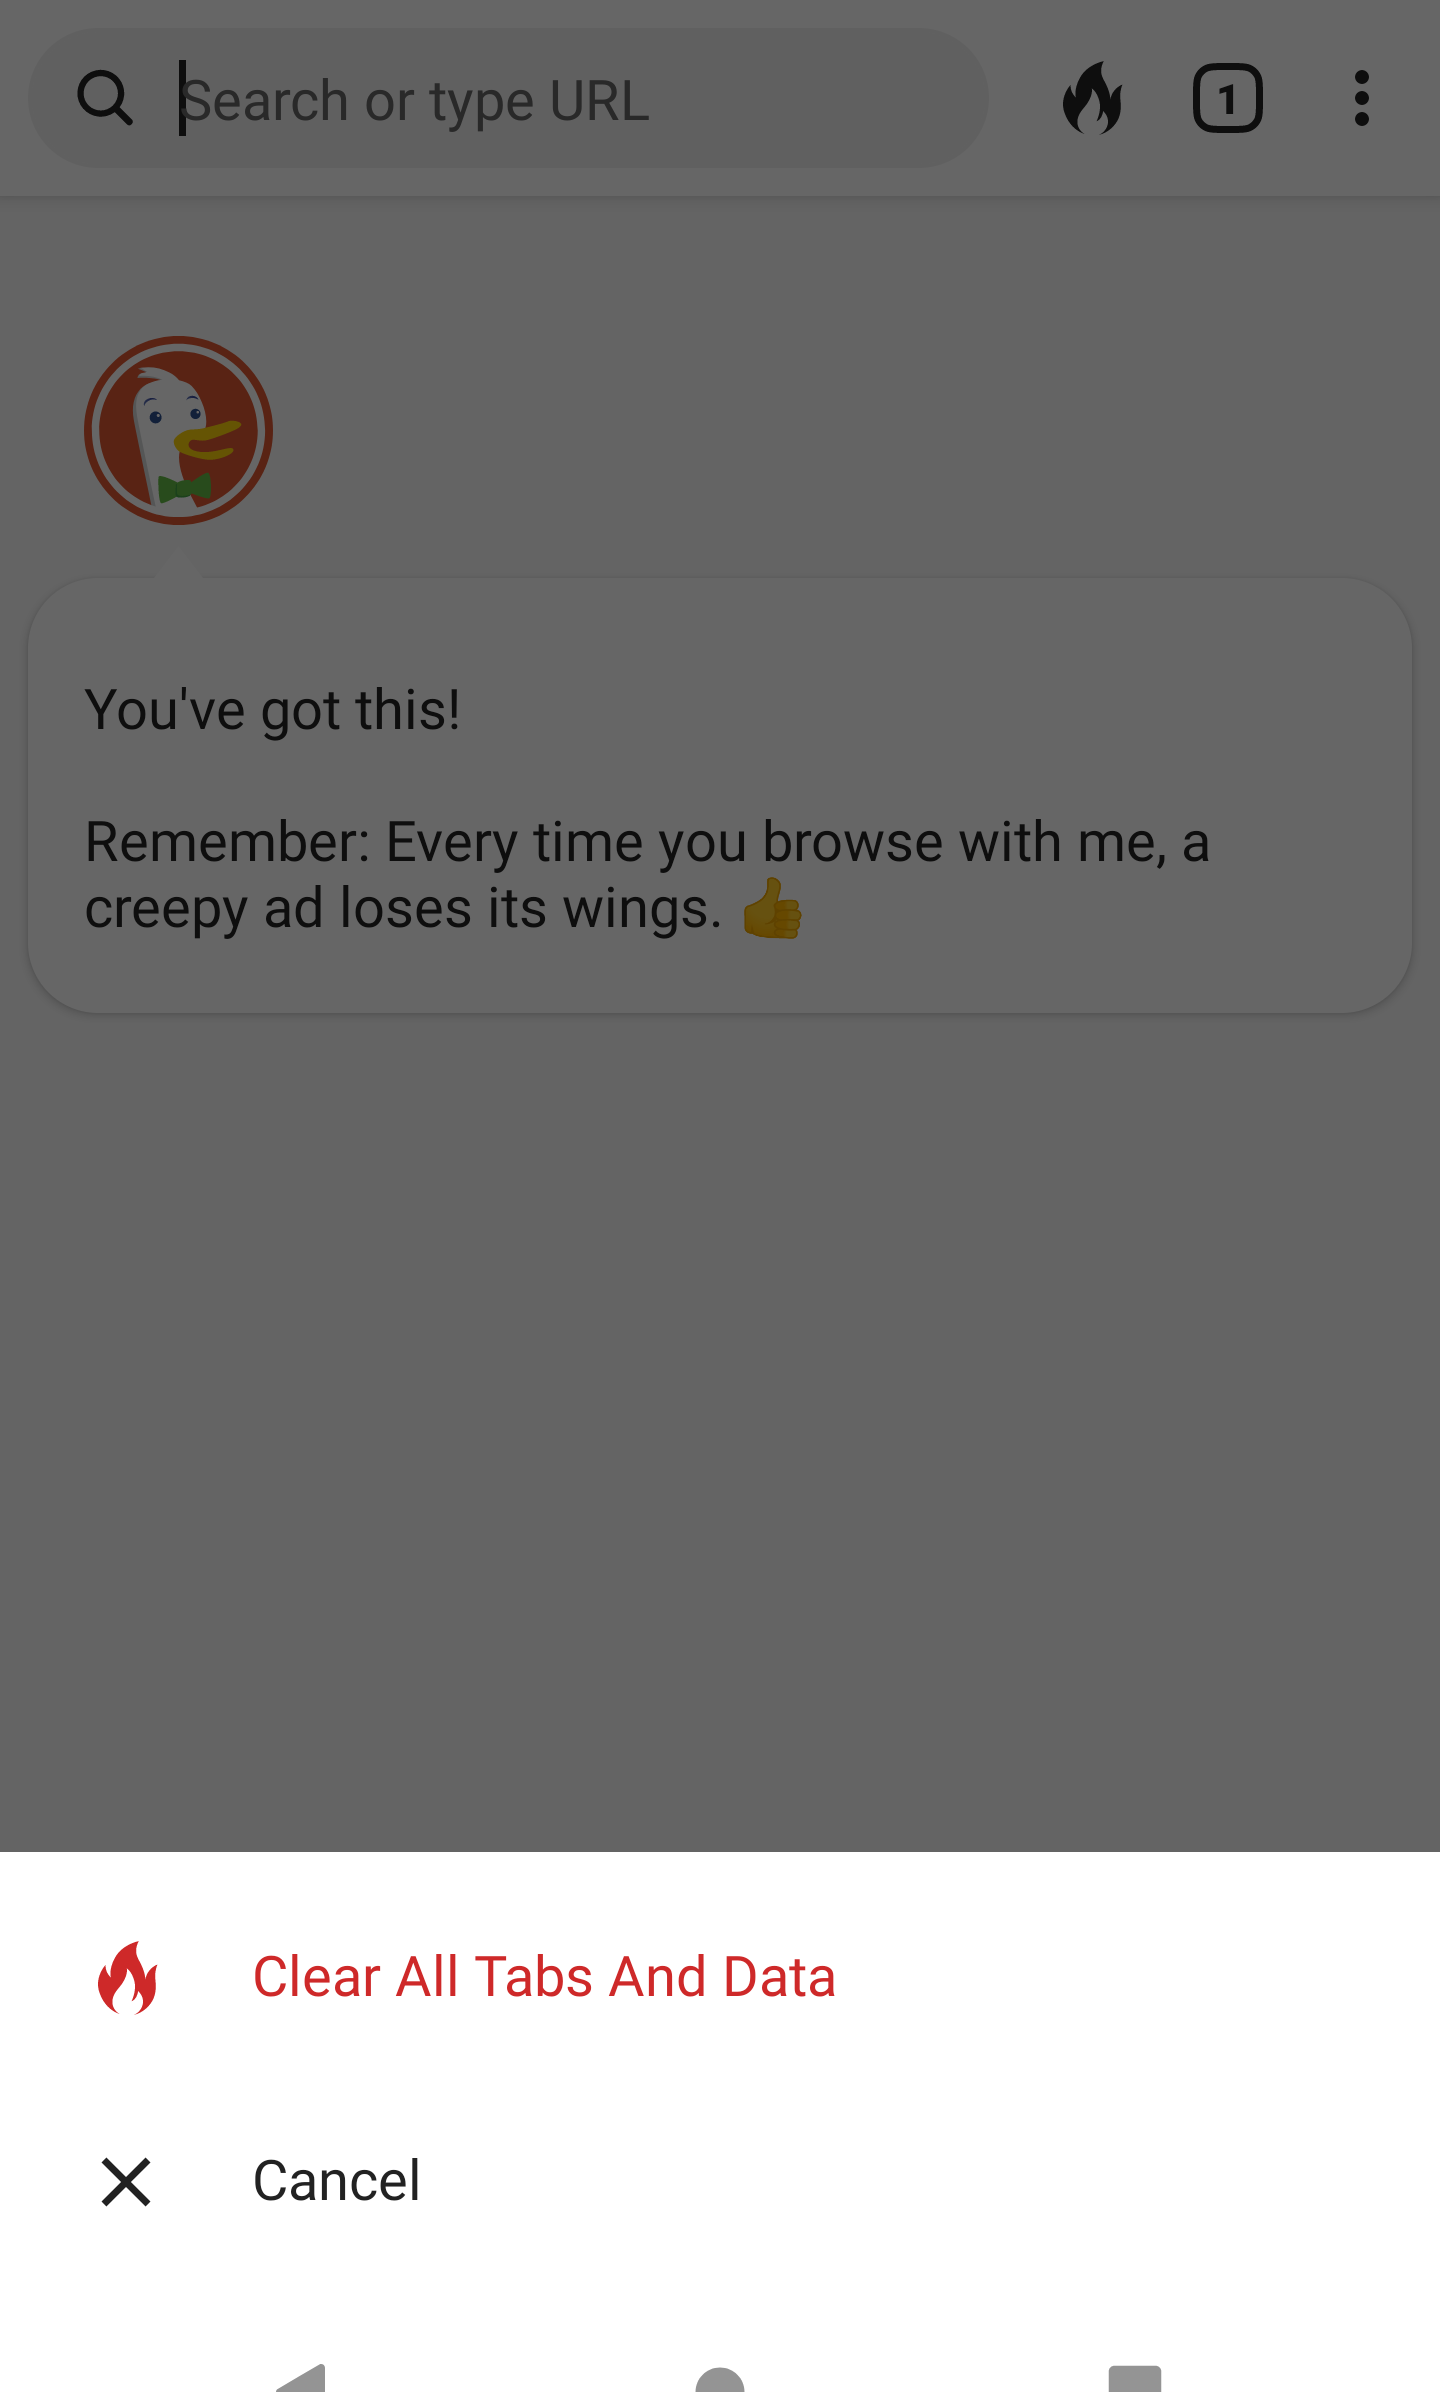 Search or type URL
1
You've got this!
Remember: Every time you browse with me, a
creepy ad loses its wings. 👍
Clear All Tabs And Data
Cancel